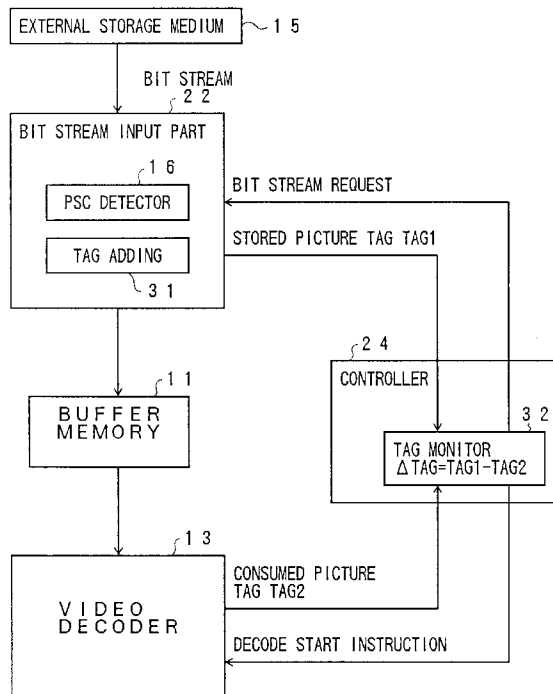 EXTERNAL STORAGE MEDIUM
15
BIT STREAM
22
BIT STREAM INPUT PART
16
PSC DETECTOR
BIT STREAM REQUEST
TAG ADDING
31
STORED PICTURE TAG TAG1
24
CONTROLLER
11
BUFFER
MEMORY
32
TAG MONITOR
ΔTAG=TAG1-TAG2
13
VIDEO
DECODER
CONSUMED PICTURE
TAG TAG2
DECODE START INSTRUCTION